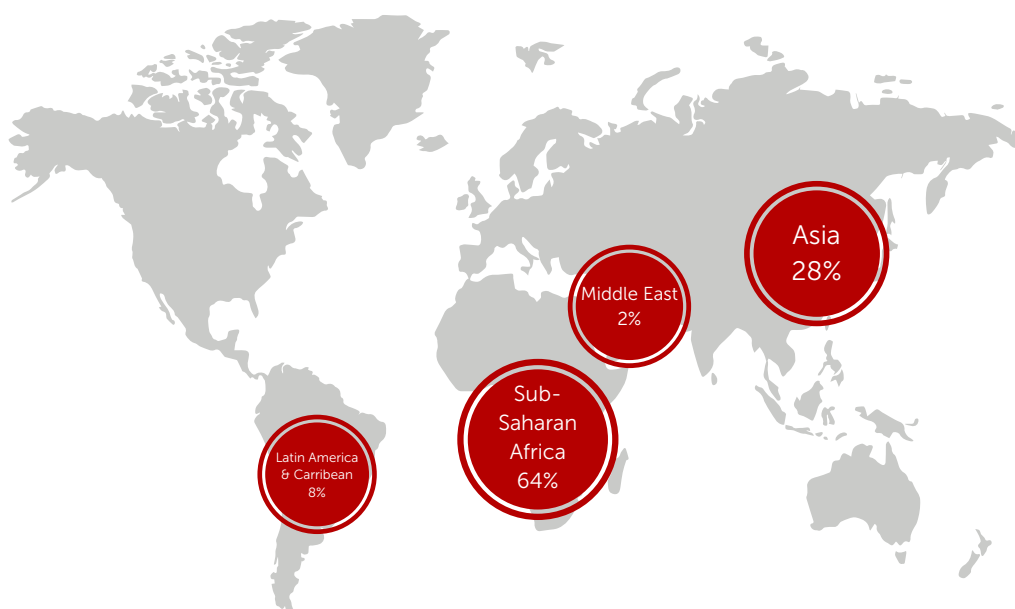 Asia
28%
Middle East
2%
Sub-
Saharan
Africa
64%
Latin America
& Carribean
8%